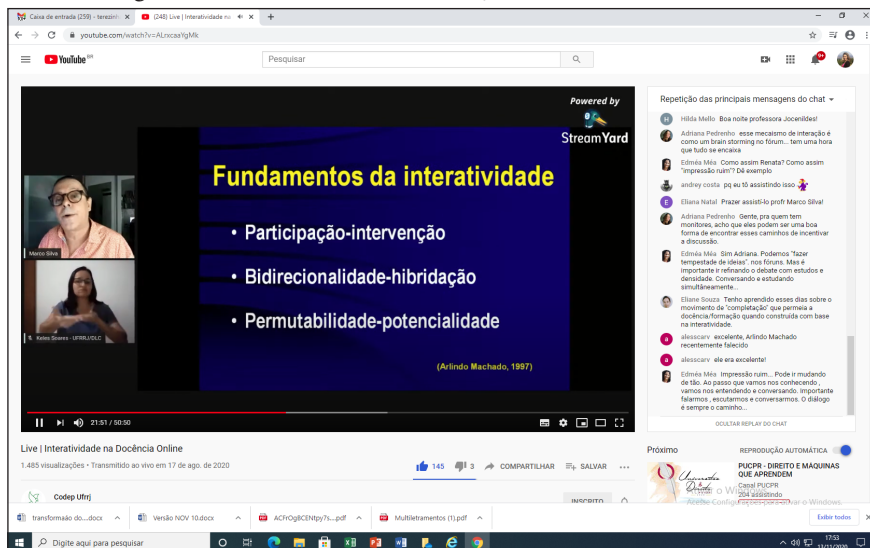 Caixa de entrada (259) - terezinh
(248) Live | Interatividade na
youtube.com/watch?v=ALrxcaaYgMk
YouTube BR
Pesquisar
9+
Powered by
StreamYard
Fundamentos da interatividade
• Participação-intervenção
• Bidirecionalidade-hibridação
• Permutabilidade-potencialidade
(Arlindo Machado, 1997)
Marco Silva
Keles Soares - UFRRJ/DLC
21:51 / 50:50
Repetição das principais mensagens do chat
Hilda Mello Boa noite professora Jocenildes!
Adriana Pedrenho esse mecaismo de interação é
como um brain storming no fórum... tem uma hora
que tudo se encaixa
Edméa Méa Como assim Renata? Como assim
"impressão ruim"? Dê exemplo
andrey costa pq eu tô assistindo isso
Eliana Natal Prazer assistí-lo profr Marco Silva!
Adriana Pedrenho Gente, pra quem tem
monitores, acho que eles podem ser uma boa
forma de encontrar esses caminhos de incentivar
a discussão.
Edméa Méa Sim Adriana. Podemos "fazer
tempestade de ideias". nos fóruns. Mas é
importante ir refinando o debate com estudos e
densidade. Conversando e estudando
simultâneamente...
Eliane Souza Tenho aprendido esses dias sobre o
movimento de "completação" que permeia a
docência/formação quando construída com base
na interatividade.
alesscarv excelente, Arlindo Machado
recentemente falecido
alesscarv ele era excelente!
Edméa Méa Impressão ruim... Pode ir mudando
de tão. Ao passo que vamos nos conhecendo ,
vamos nos entendendo e conversando. Importante
falarmos , escutarmos e conversarmos. O diálogo
é sempre o caminho...
OCULTAR REPLAY DO CHAT
Live | Interatividade na Docência Online
1.485 visualizações • Transmitido ao vivo em 17 de ago. de 2020
145
3
COMPARTILHAR
SALVAR
Codep Ufrrj
INSCRITO
Próximo
REPRODUÇÃO AUTOMÁTICA
PUCPR - DIREITO E MÁQUINAS
QUE APRENDEM
Canal PUCPR
204 assistindo
transformaão do....docx
Versão NOV 10.docx
ACFrOgBCENtpy7s....pdf
Multiletramentos (1).pdf
Exibir todos
Digite aqui para pesquisar
17:53
13/11/2020